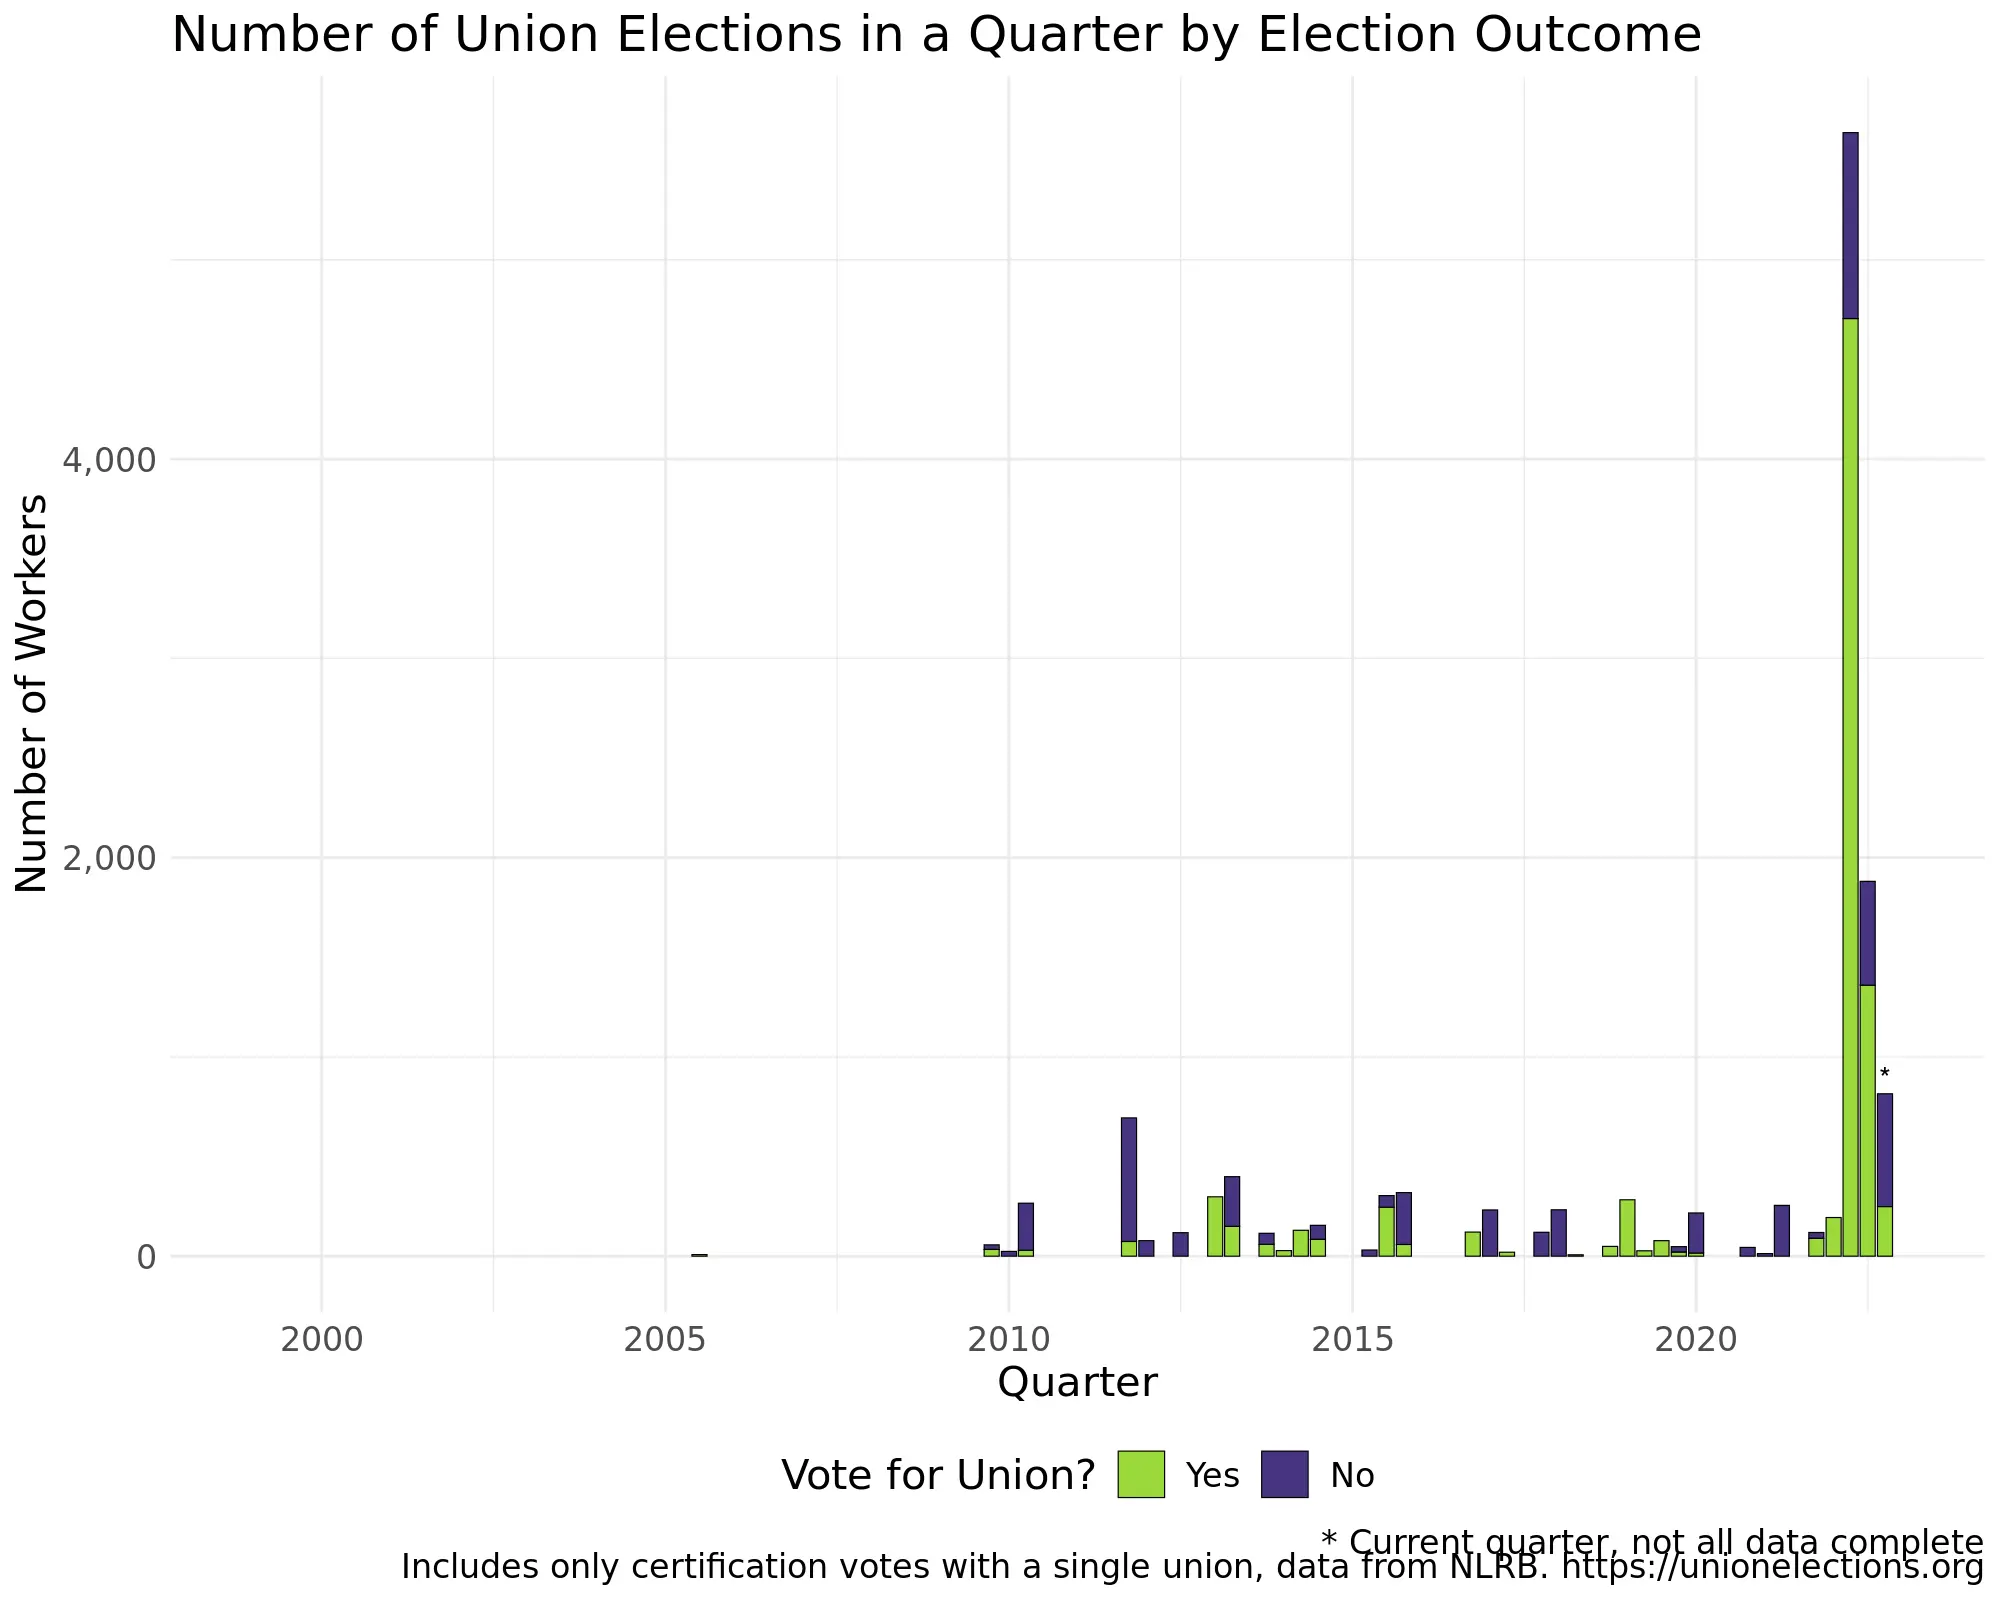 Number of Union Elections in a Quarter by Election Outcome
Number of Workers
4,000
2,000
0
*
2000
2005
2010
2015
2020
Quarter
Vote for Union?
Yes
No
* Current quarter, not all data complete
Includes only certification votes with a single union, data from NLRB. https://unionelections.org